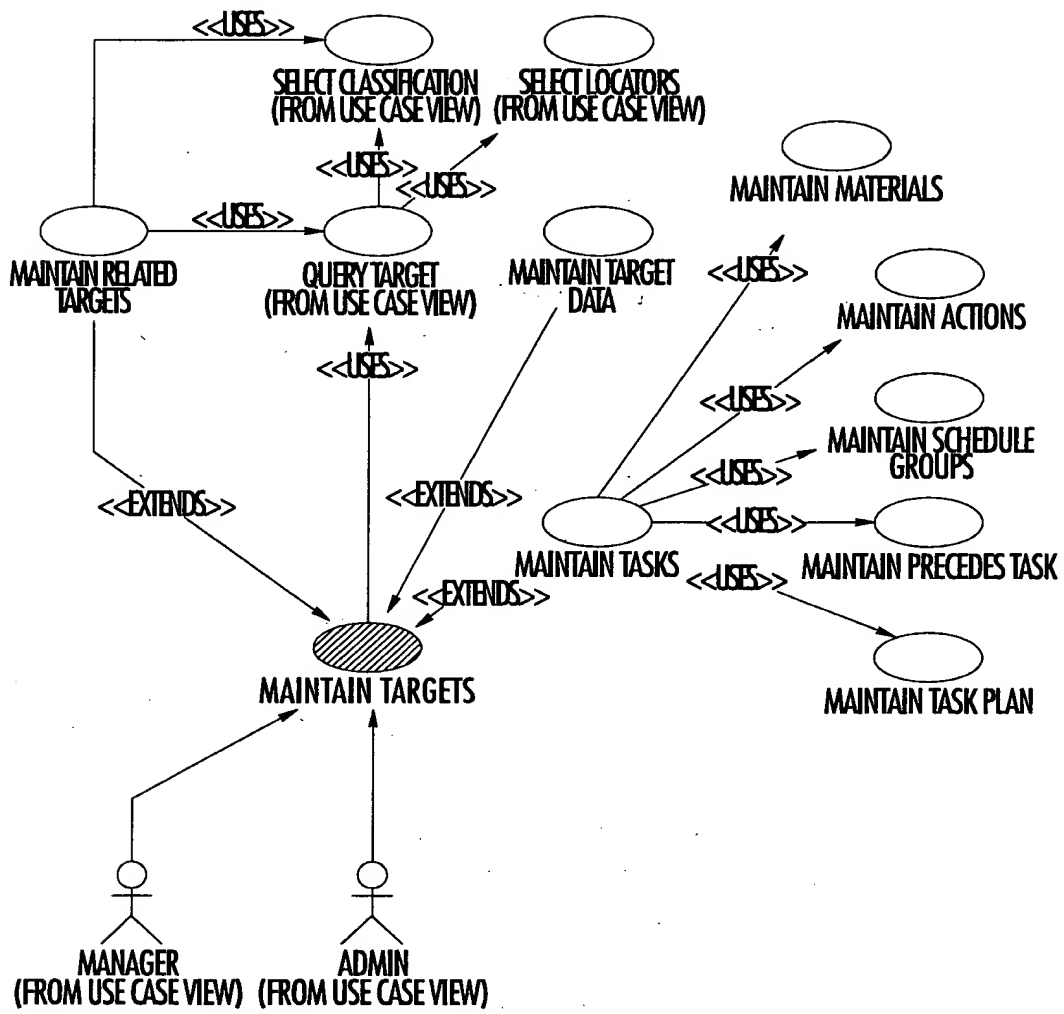 <<USES>>
SELECT CLASSIFICATION
(FROM USE CASE VIEW)
SELECT LOCATORS
(FROM USE CASE VIEW)
<<USES>>
<<USES>>
MAINTAIN MATERIALS
<<USES>>
MAINTAIN RELATED
TARGETS
QUERY TARGET
(FROM USE CASE VIEW)
MAINTAIN TARGET
DATA
<<USES>>
MAINTAIN ACTIONS
<<USES>>
<<USES>>
MAINTAIN SCHEDULE
GROUPS
<<USES>>
<<EXTENDS>>
<<EXTENDS>>
<<USES>>
MAINTAIN TASKS
MAINTAIN PRECEDES TASK
<<USES>>
<<EXTENDS>>
MAINTAIN TARGETS
MAINTAIN TASK PLAN
MANAGER
(FROM USE CASE VIEW)
ADMIN
(FROM USE CASE VIEW)